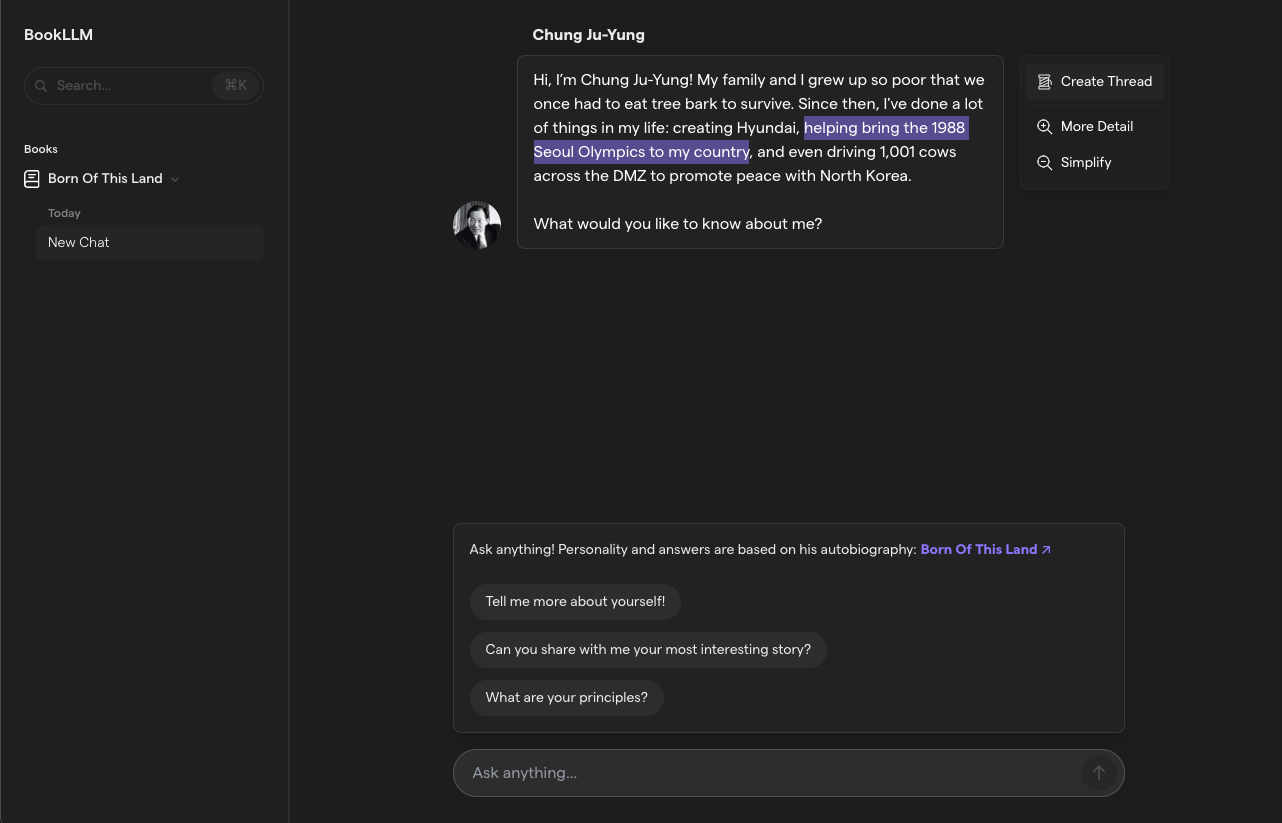 BookLLM
Search...
⌘K
Books
Born Of This Land
Today
New Chat
Chung Ju-Yung
Hi, I’m Chung Ju-Yung! My family and I grew up so poor that we
once had to eat tree bark to survive. Since then, I've done a lot
of things in my life: creating Hyundai, helping bring the 1988
Seoul Olympics to my country, and even driving 1,001 cows
across the DMZ to promote peace with North Korea.
What would you like to know about me?
Create Thread
More Detail
Simplify
Ask anything! Personality and answers are based on his autobiography: Born Of This Land ↗
Tell me more about yourself!
Can you share with me your most interesting story?
What are your principles?
Ask anything...